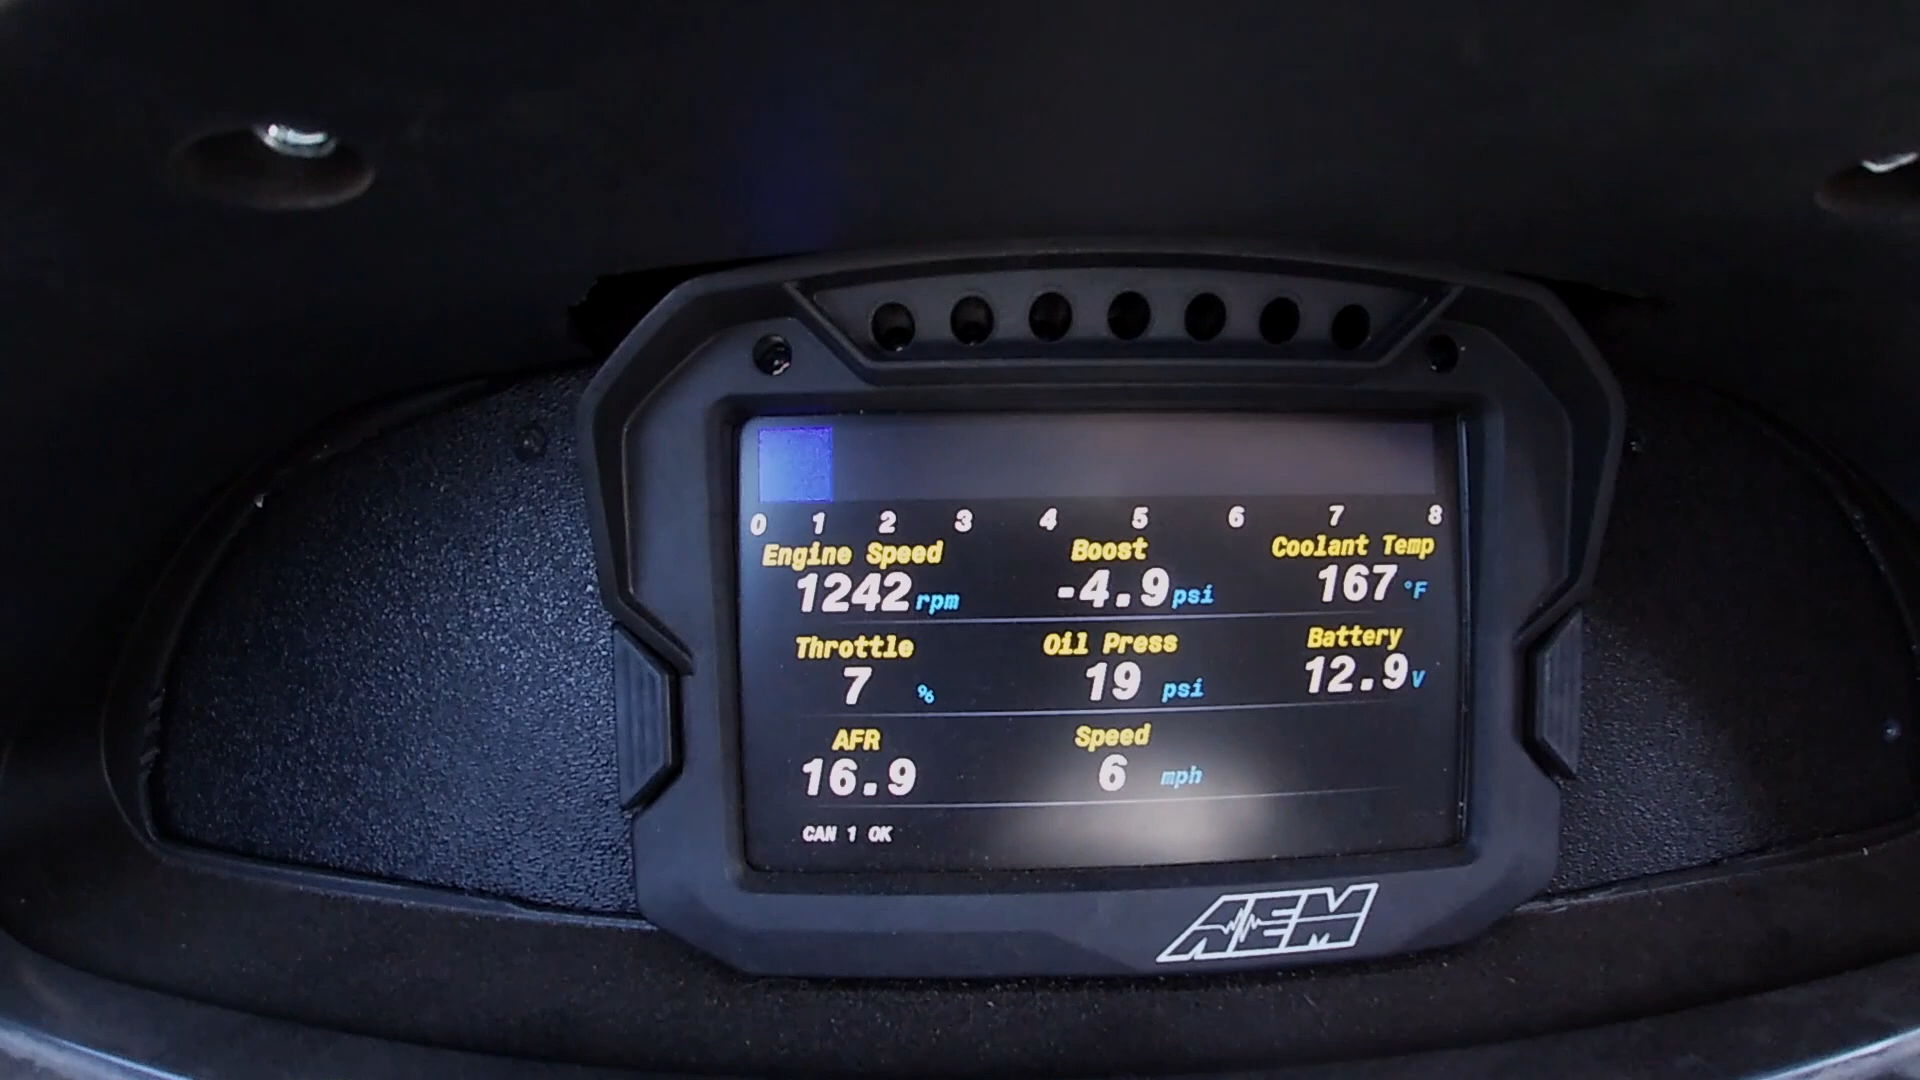 0 1 2 3 4 5 6 7 8
Engine Speed Boost Coolant Temp
1242 rpm -4.9 psi 167 °F
Throttle Oil Press Battery
7 % 19 psi 12.9 V
AFR Speed
16.9 6 mph
CAN 1 OK
AEM